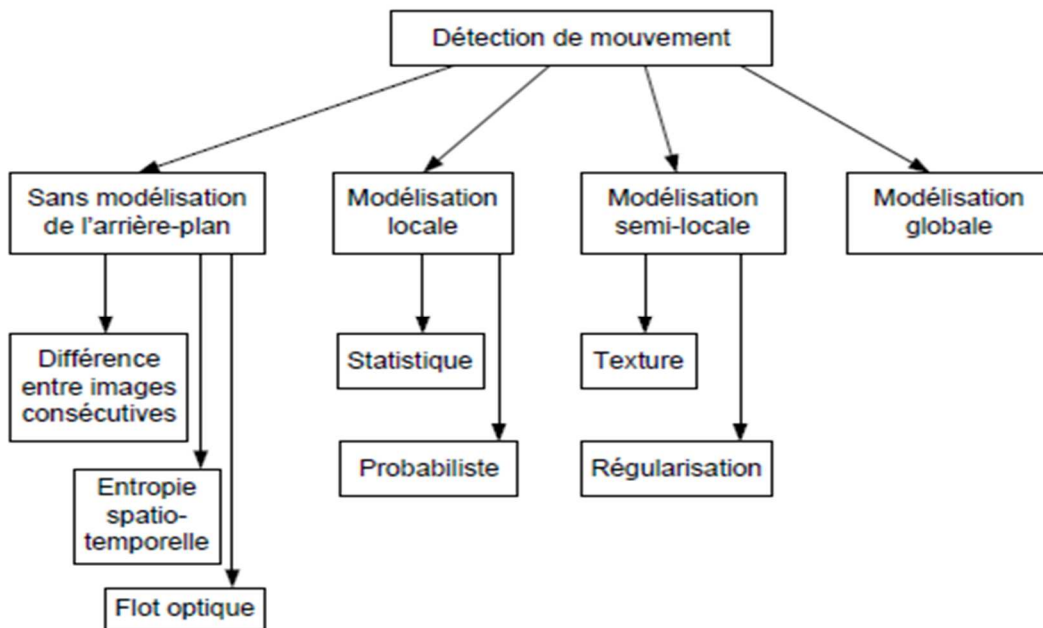 Détection de mouvement
Sans modélisation
de l'arrière-plan
Modélisation
locale
Modélisation
semi-locale
Modélisation
globale
Différence
entre images
consécutives
Statistique
Texture
Probabiliste
Régularisation
Entropie
spatio-
temporelle
Flot optique